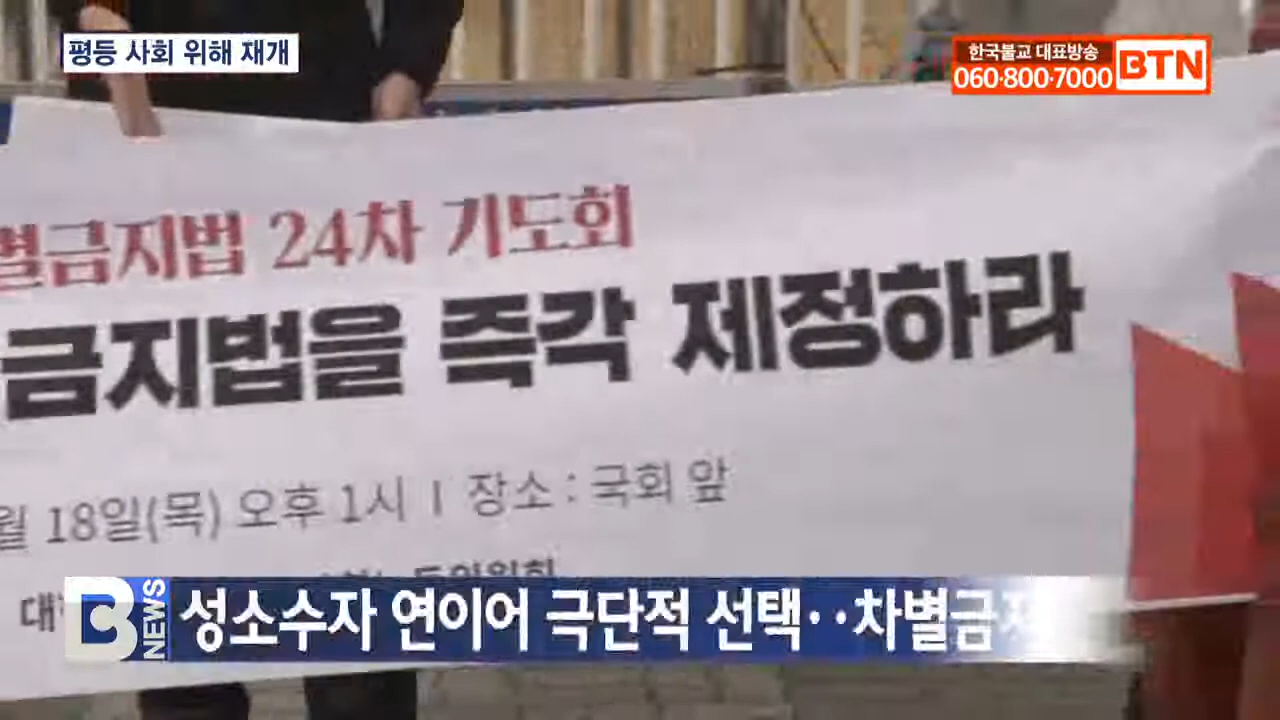 평등 사회 위해 재개
한국불교 대표방송
060·800·7000 BTN
별금지법 24차 기도회
금지법을 즉각 제정하라
월 18일(목) 오후 1시 | 장소 : 국회 앞
B NEWS 성소수자 연이어 극단적 선택‥차별금지